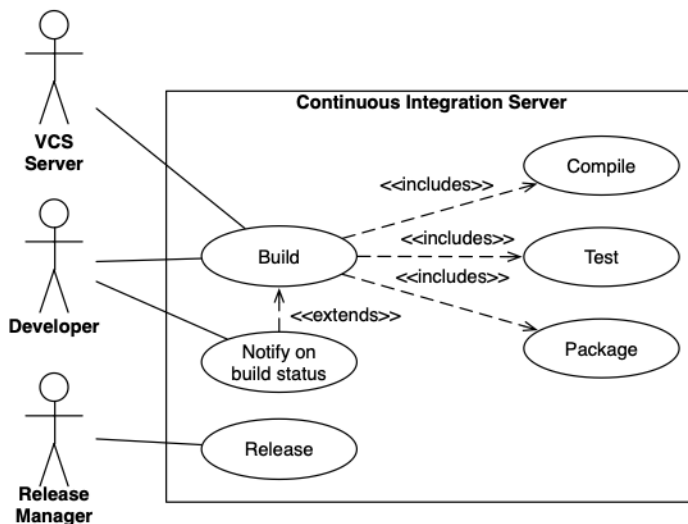 Continuous Integration Server
VCS
Server
Developer
Release
Manager
Build
Notify on
build status
Release
<<extends>>
<<includes>>
<<includes>>
<<includes>>
Compile
Test
Package